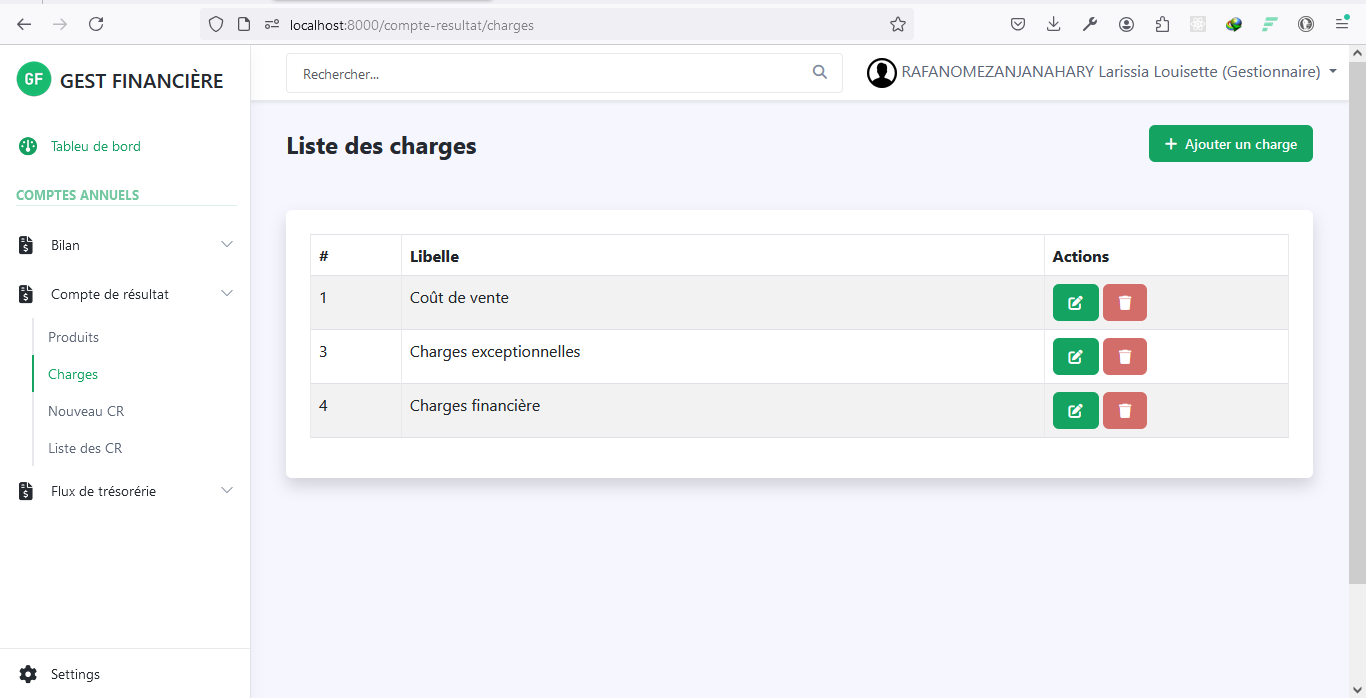 localhost:8000/compte-resultat/charges
GF GEST FINANCIÈRE
Rechercher...
RAFANOMEZANJANAHARY Larissia Louisette (Gestionnaire)
Tableu de bord
COMPTES ANNUELS
Bilan
Compte de résultat
Produits
Charges
Nouveau CR
Liste des CR
Flux de trésorérie
Settings
Liste des charges
+ Ajouter un charge
# Libelle Actions
1 Coût de vente
3 Charges exceptionnelles
4 Charges financière